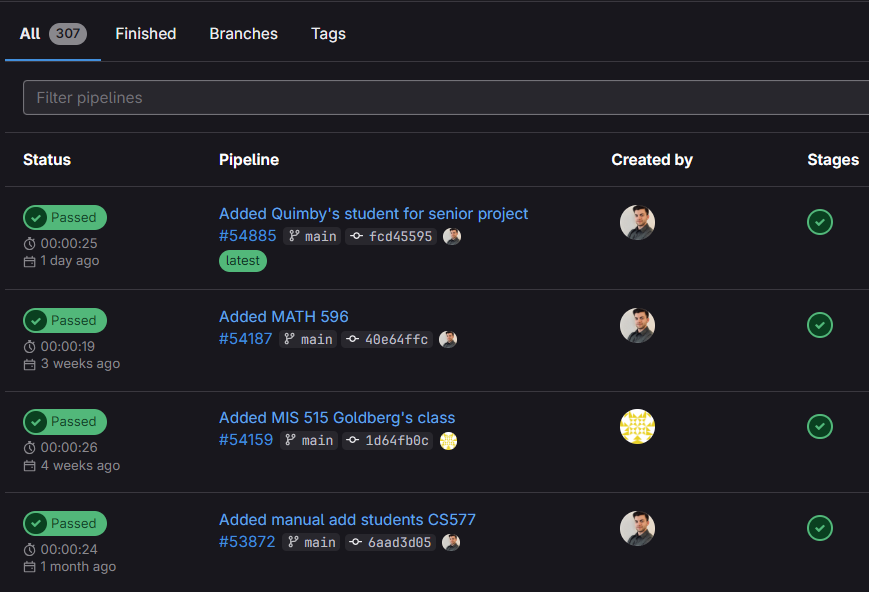 All 307 Finished Branches Tags
Filter pipelines
Status Pipeline Created by Stages
Passed Added Quimby's student for senior project
00:00:25 #54885 main fcd45595
1 day ago latest
Passed Added MATH 596
00:00:19 #54187 main 40e64ffc
3 weeks ago
Passed Added MIS 515 Goldberg's class
00:00:26 #54159 main 1d64fb0c
4 weeks ago
Passed Added manual add students CS577
00:00:24 #53872 main 6aad3d05
1 month ago